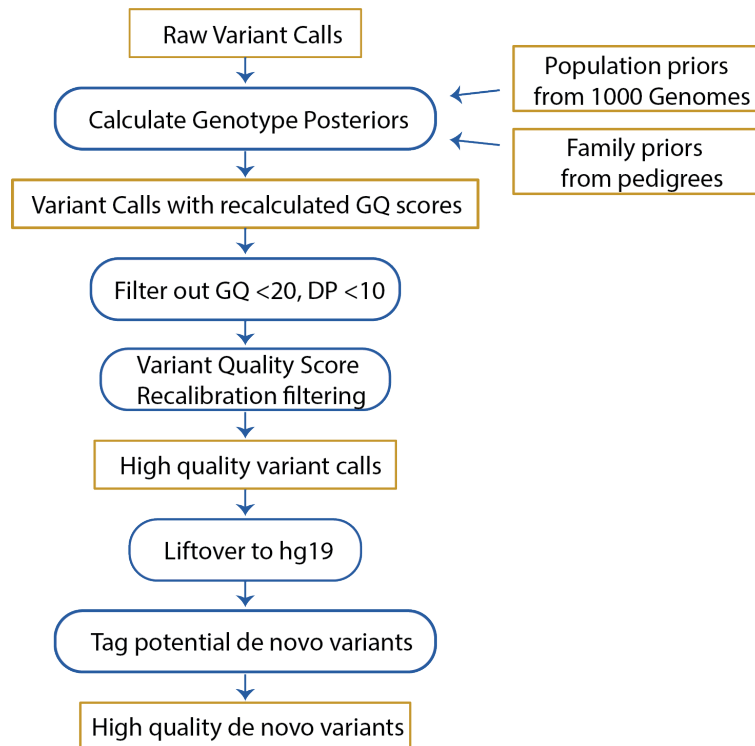 Raw Variant Calls
Population priors
from 1000 Genomes
Calculate Genotype Posteriors
Family priors
from pedigrees
Variant Calls with recalculated GQ scores
Filter out GQ <20, DP <10
Variant Quality Score
Recalibration filtering
High quality variant calls
Liftover to hg19
Tag potential de novo variants
High quality de novo variants